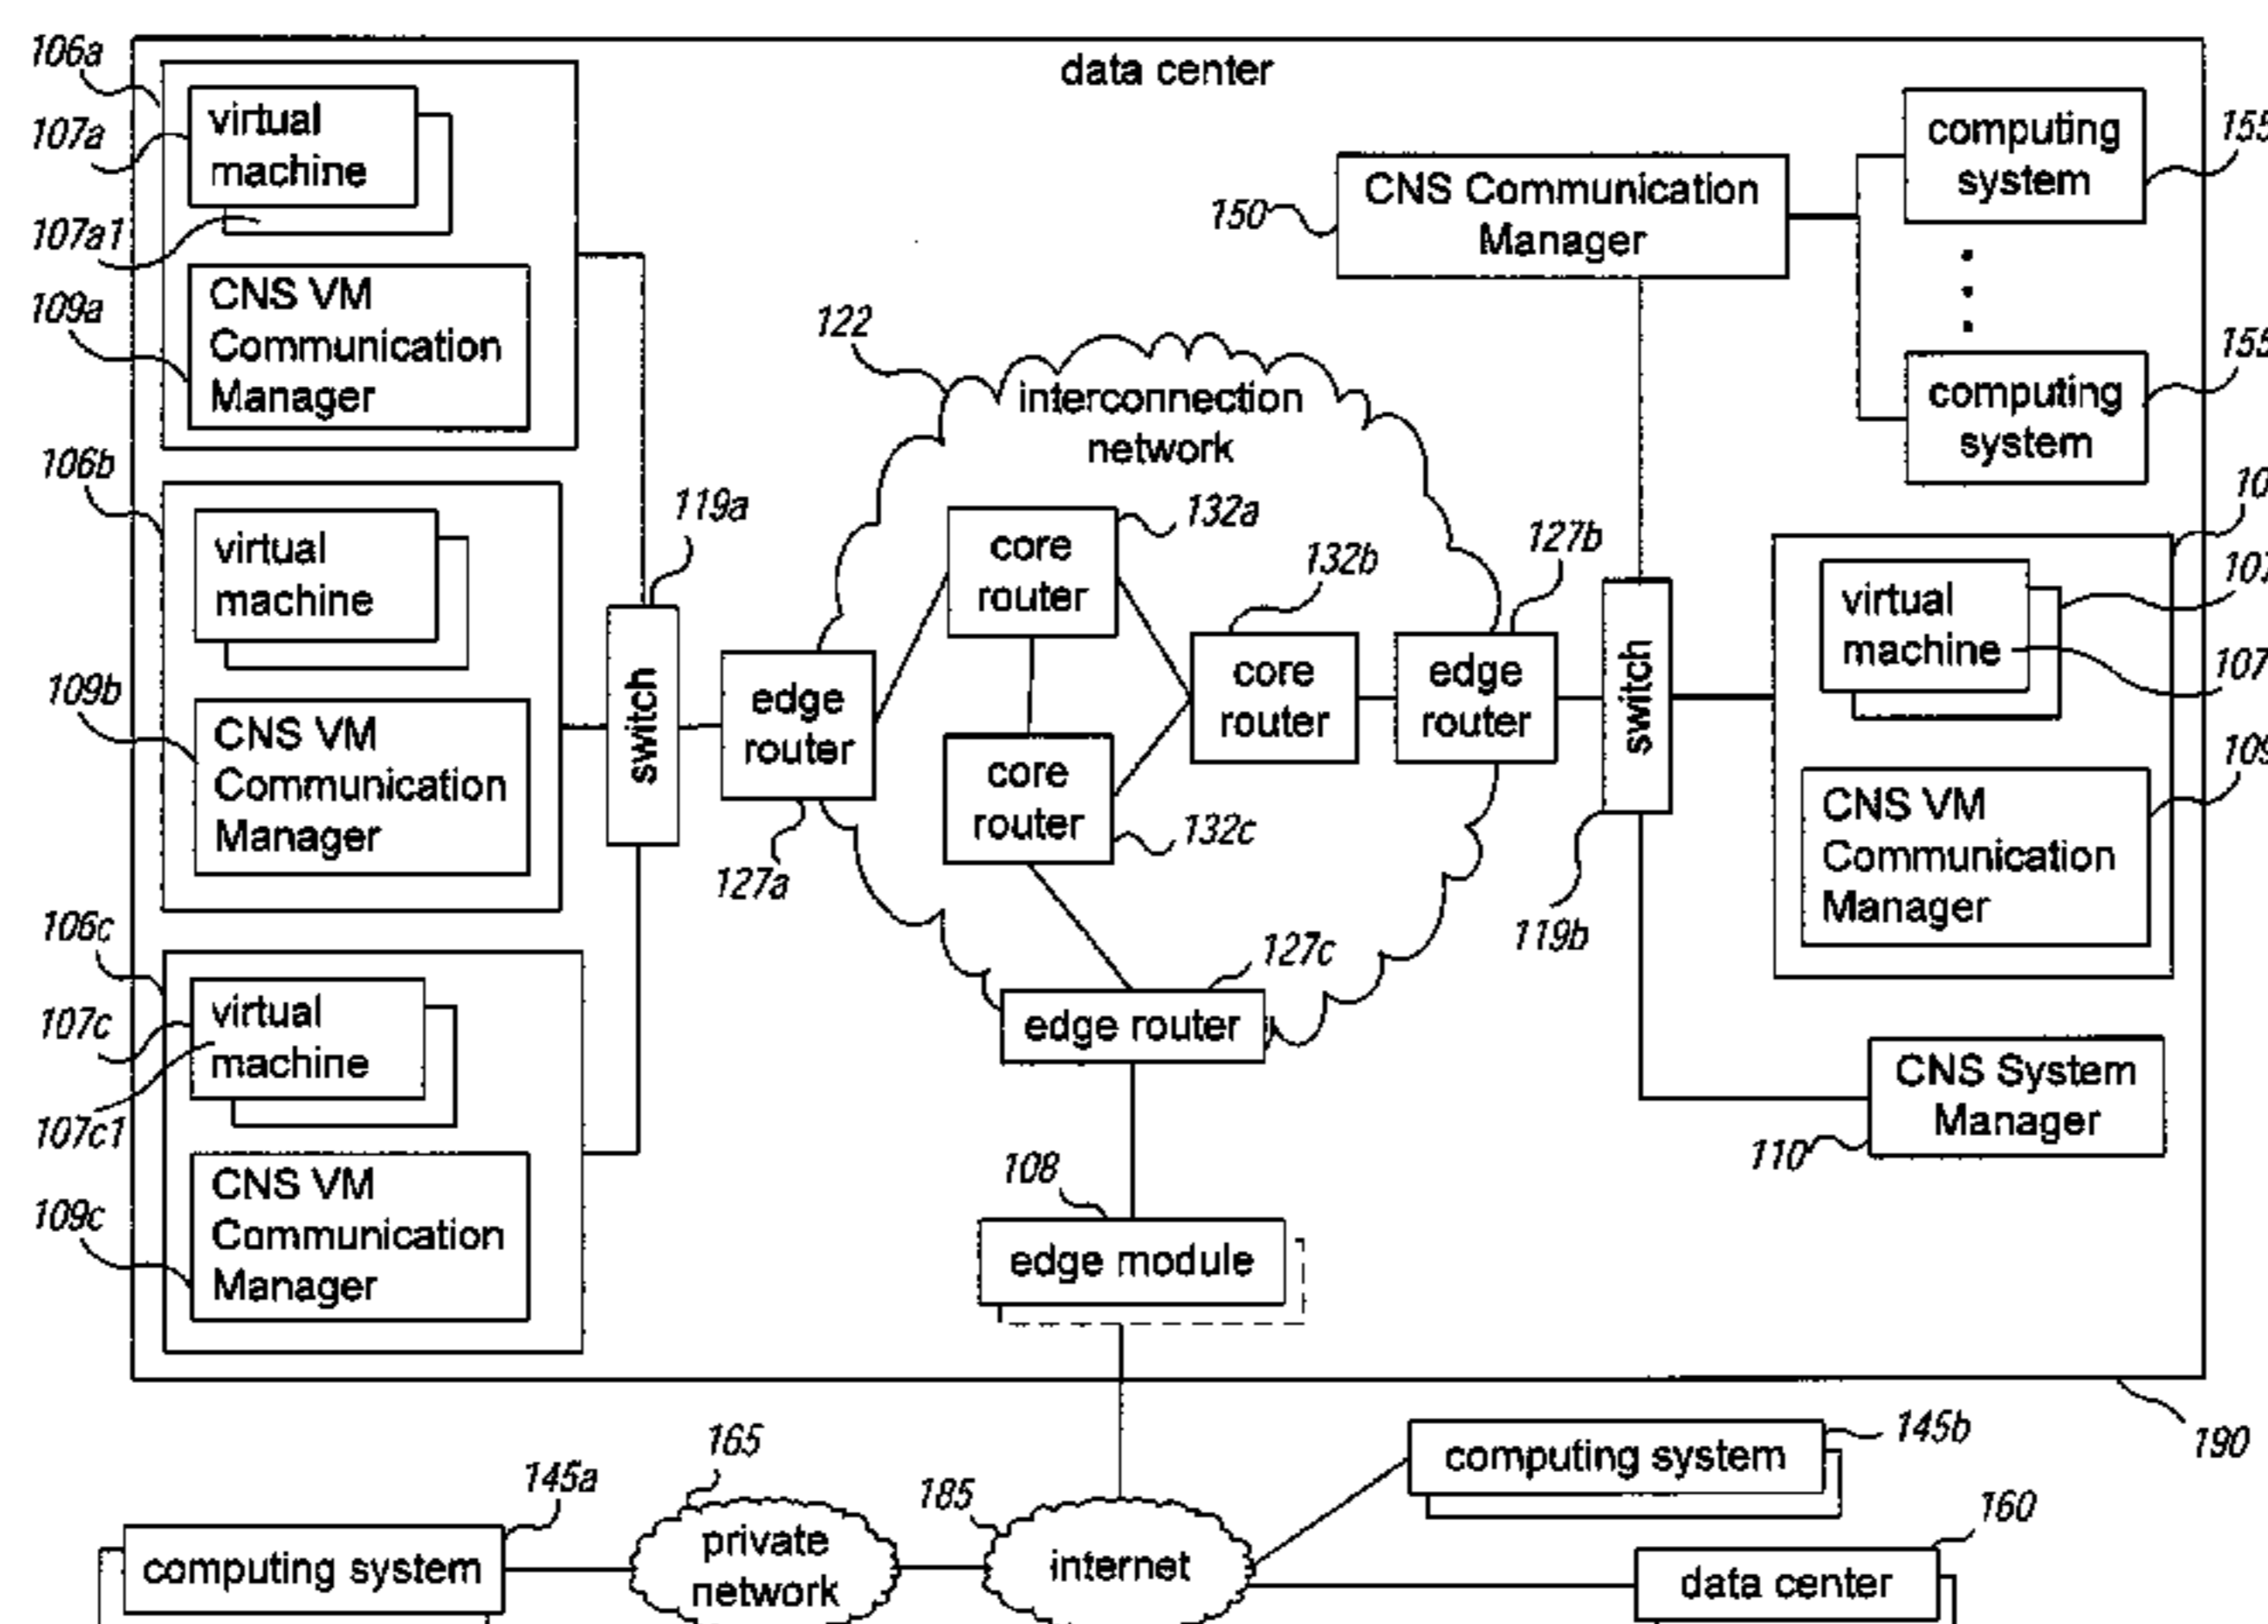 data center
106a
107a
virtual
machine
107a1
109a
CNS VM
Communication
Manager
106b
virtual
machine
109b
CNS VM
Communication
Manager
106c
107c
virtual
machine
107c1
109c
CNS VM
Communication
Manager
119a
switch
122
interconnection
network
edge
router
127a
core
router
132a
core
router
132b
core
router
132c
edge
router
127b
edge router
127c
switch
119b
150
CNS Communication
Manager
computing
system
155
computing
system
155
10
virtual
machine
107
107
CNS VM
Communication
Manager
109
CNS System
Manager
110
108
edge module
190
computing system
145a
165
private
network
185
internet
computing system
145b
160
data center